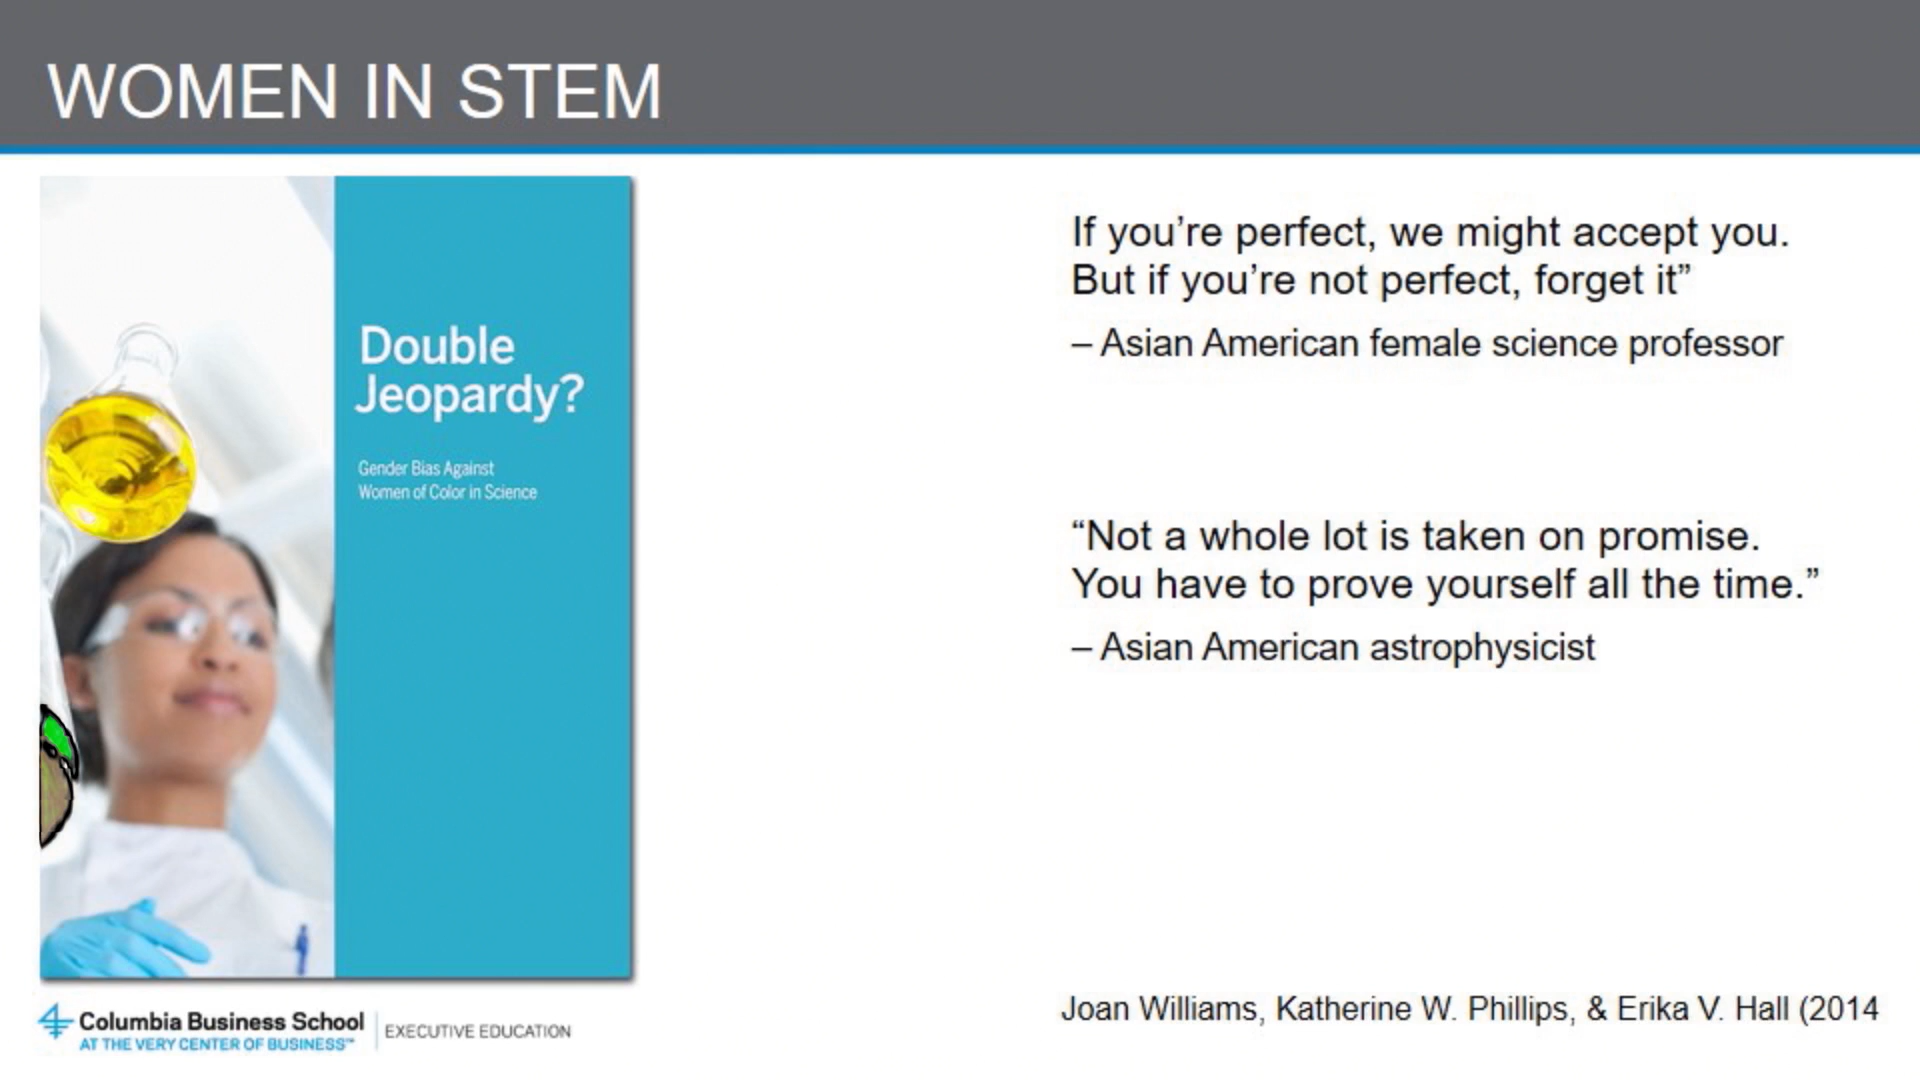 WOMEN IN STEM
Double
Jeopardy?
Gender Bias Against
Women of Color in Science
If you’re perfect, we might accept you.
But if you’re not perfect, forget it”
– Asian American female science professor
“Not a whole lot is taken on promise.
You have to prove yourself all the time.”
– Asian American astrophysicist
Joan Williams, Katherine W. Phillips, & Erika V. Hall (2014
Columbia Business School
AT THE VERY CENTER OF BUSINESS™
EXECUTIVE EDUCATION